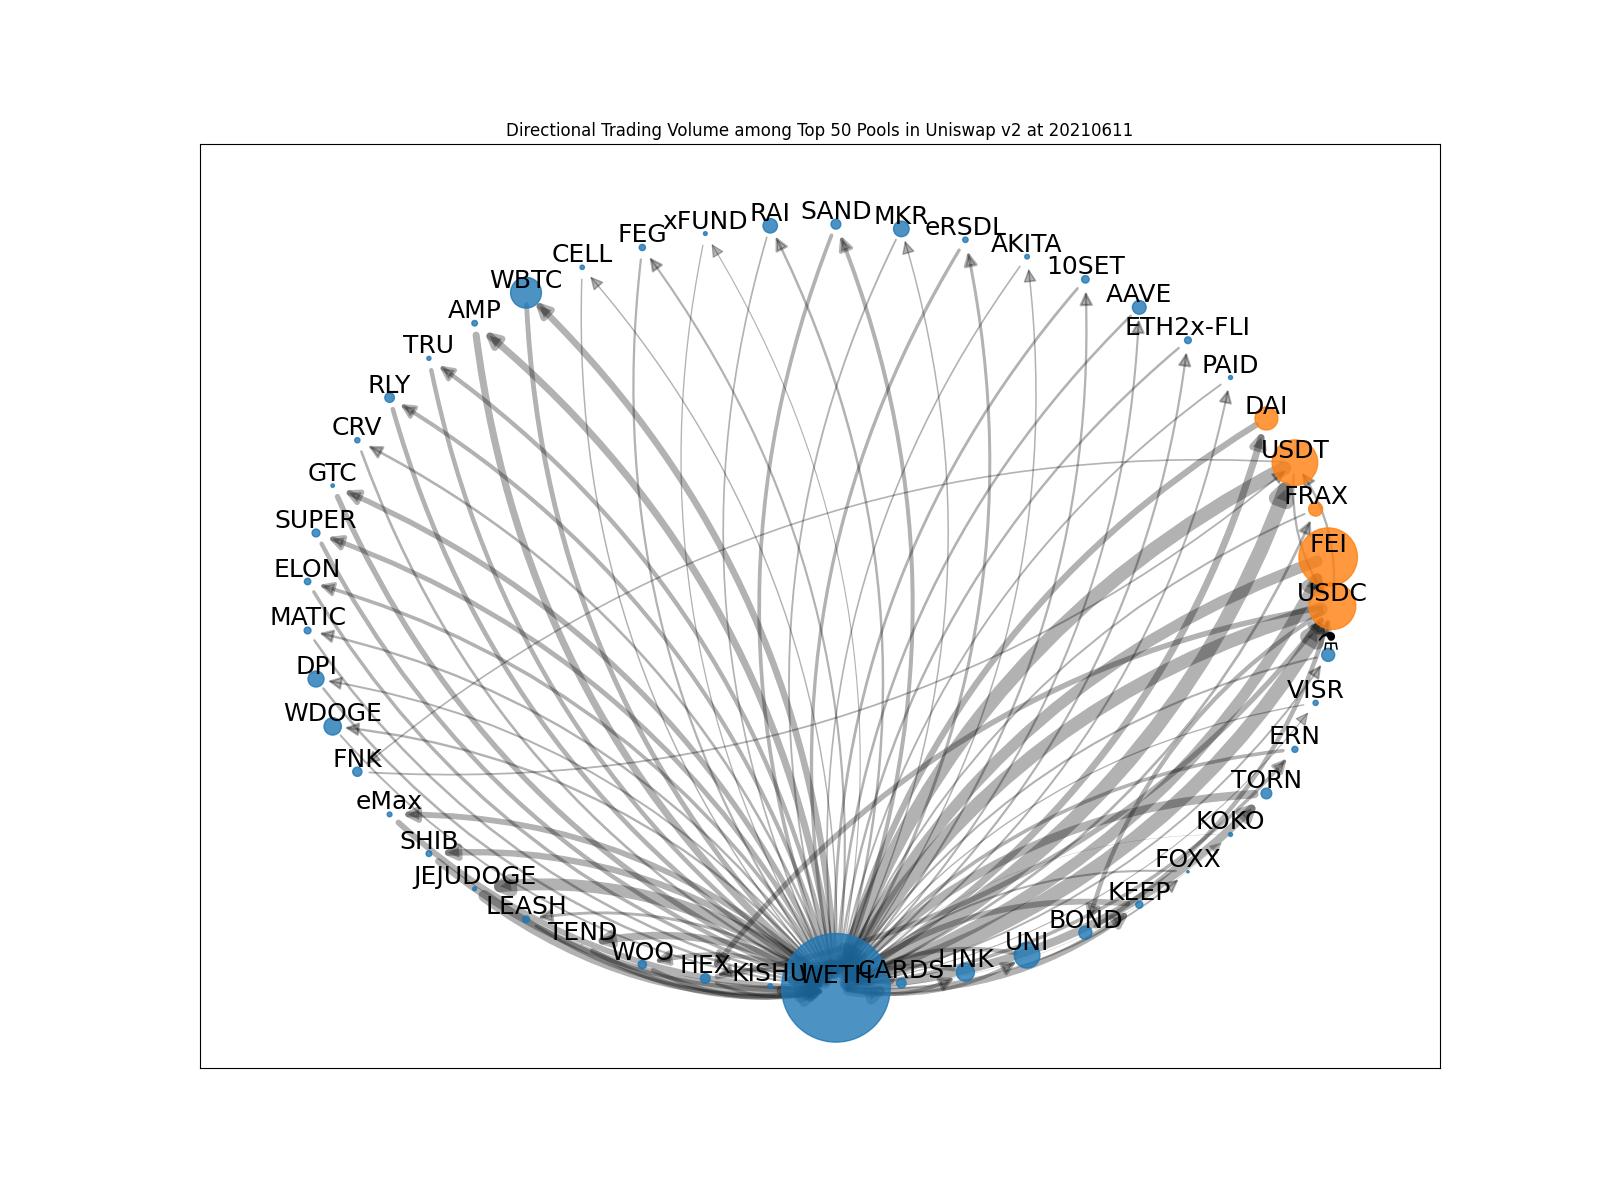 Directional Trading Volume among Top 50 Pools in Uniswap v2 at 20210611
SAND
RAI
MKR
xFUND
eRSDL
FEG
AKITA
CELL
10SET
WBTC
AAVE
AMP
ETH2x-FLI
TRU
PAID
RLY
DAI
CRV
USDT
GTC
FRAX
SUPER
FEI
ELON
USDC
MATIC
DPI
VISR
WDOGE
ERN
FNK
TORN
eMax
KOKO
SHIB
FOXX
JEJUDOGE
KEEP
LEASH
BOND
TEND
UNI
WOO
LINK
HEX
CARDS
KISHU
WETH